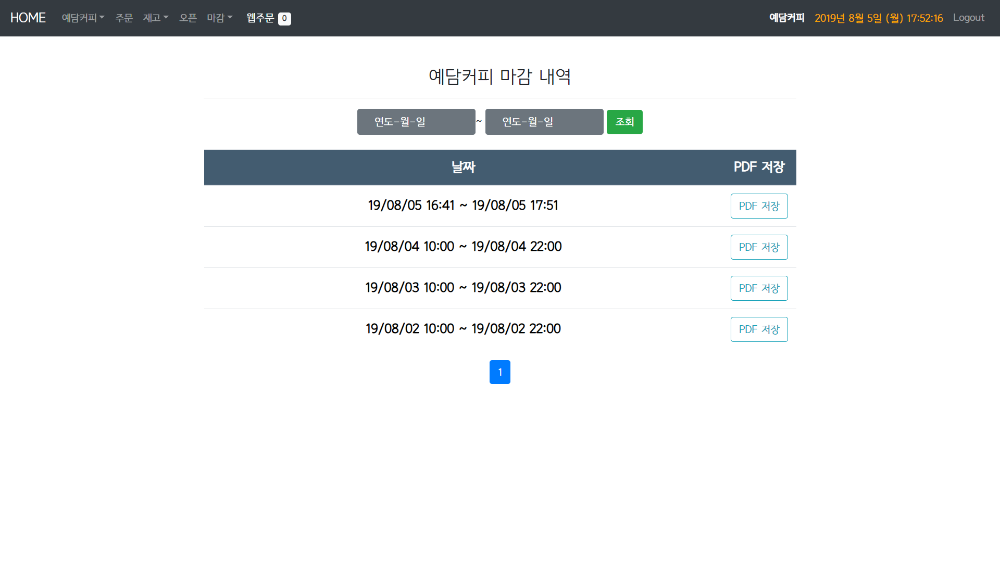 HOME 예담커피 주문 재고 오픈 마감 웹주문 0 예담커피 2019년 8월 5일 (월) 17:52:16 Logout
예담커피 마감 내역
연도-월-일 ~ 연도-월-일 조회
날짜 PDF 저장
19/08/05 16:41 ~ 19/08/05 17:51 PDF 저장
19/08/04 10:00 ~ 19/08/04 22:00 PDF 저장
19/08/03 10:00 ~ 19/08/03 22:00 PDF 저장
19/08/02 10:00 ~ 19/08/02 22:00 PDF 저장
1